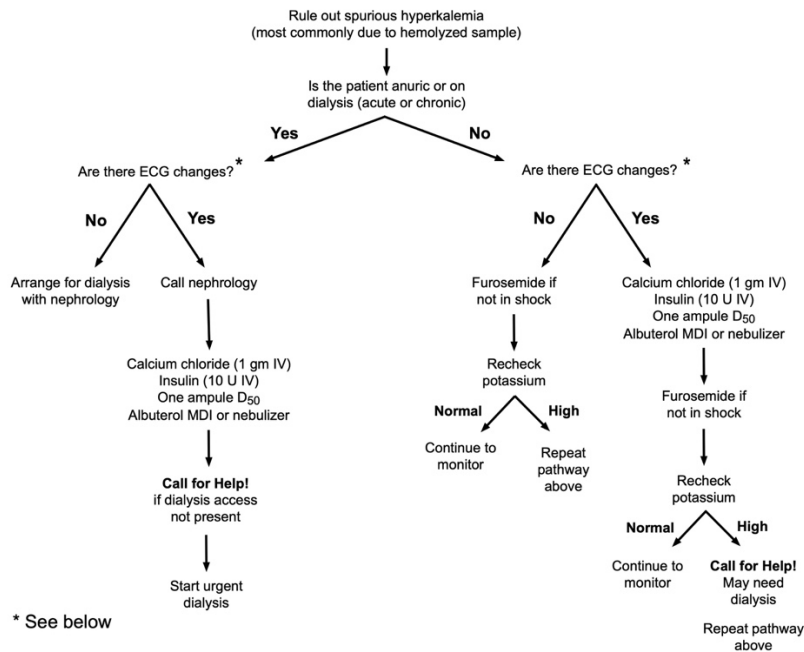 Rule out spurious hyperkalemia
(most commonly due to hemolyzed sample)
Is the patient anuric or on
dialysis (acute or chronic)
Yes
No
Are there ECG changes?*
Are there ECG changes?*
No
Yes
No
Yes
Arrange for dialysis
with nephrology
Call nephrology
Furosemide if
not in shock
Calcium chloride (1 gm IV)
Insulin (10 U IV)
One ampule D50
Albuterol MDI or nebulizer
Calcium chloride (1 gm IV)
Insulin (10 U IV)
One ampule D50
Albuterol MDI or nebulizer
Recheck
potassium
Furosemide if
not in shock
Normal
High
Continue to
monitor
Repeat
pathway
above
Call for Help!
if dialysis access
not present
Recheck
potassium
Normal
High
Start urgent
dialysis
Continue to
monitor
Call for Help!
May need
dialysis
Repeat pathway
above
* See below